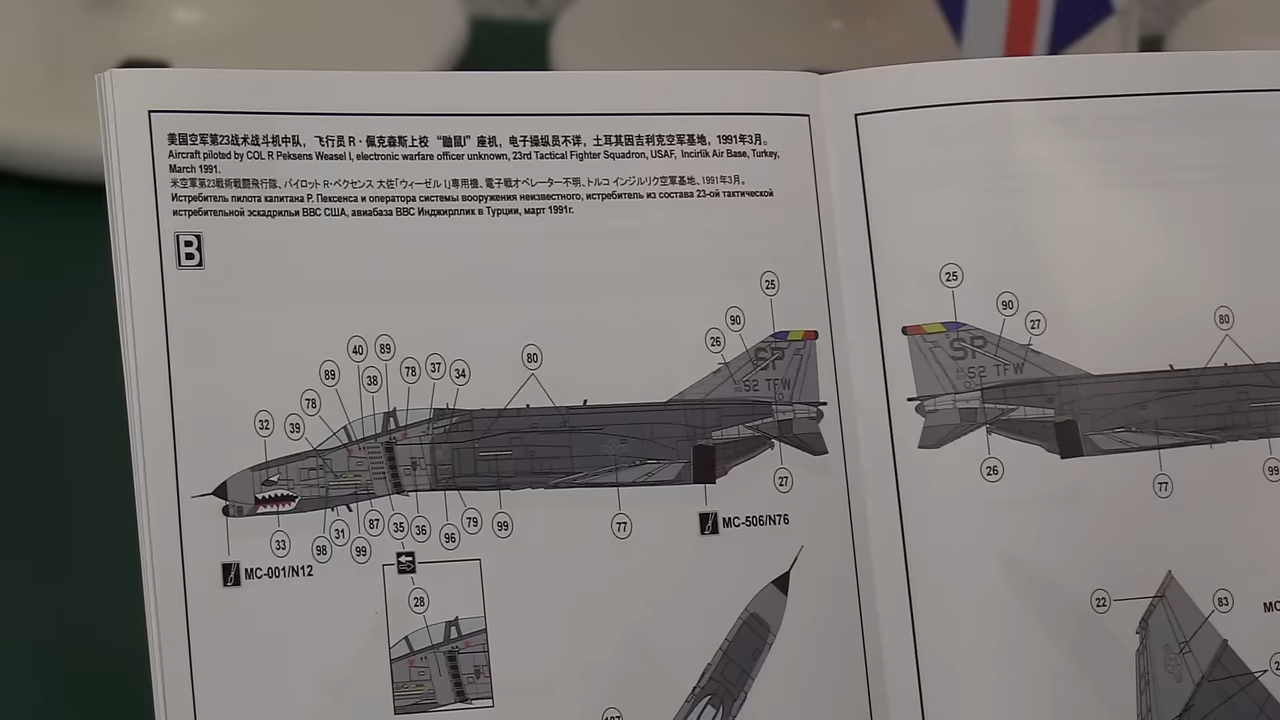 美国空军第23战术战斗机中队，飞行员 R · 佩克森斯上校 “鼬鼠I” 座机，电子操纵员不详，土耳其因吉利克空军基地，1991年3月。
Aircraft piloted by COL R Peksens Weasel I, electronic warfare officer unknown, 23rd Tactical Fighter Squadron, USAF, Incirlik Air Base, Turkey,
March 1991.
米空軍第23戦術戦闘飛行隊、パイロット R・ペクセンス 大佐「ウィーゼル I」専用機、電子戦オペレーター不明、トルコ インジルリク空軍基地、1991年3月。
Истребитель пилота капитана Р. Пексенса и оператора системы вооружения неизвестного, истребитель из состава 23-ой тактической
истребительной эскадрильи ВВС США, авиабаза ВВС Инджирллик в Турции, март 1991г.
B
25
90
26
40
89
89
38
78
37
34
80
78
32
39
SP
52 TFW
27
33
98
31
99
87
35
36
96
79
99
77
MC-506/N76
MC-001/N12
28
25
90
27
80
SP
52 TFW
26
77
99
22
83
MC